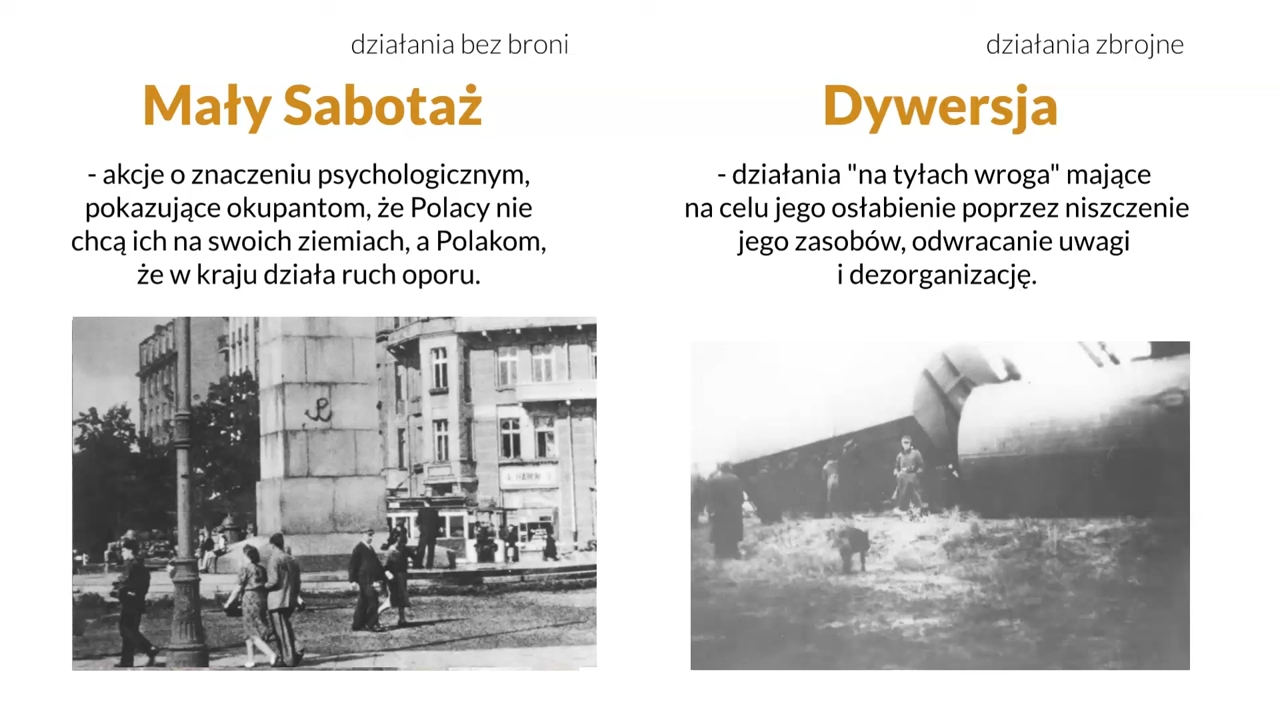 działania bez broni
Mały Sabotaż
- akcje o znaczeniu psychologicznym,
pokazujące okupantom, że Polacy nie
chcą ich na swoich ziemiach, a Polakom,
że w kraju działa ruch oporu.
działania zbrojne
Dywersja
- działania "na tyłach wroga" mające
na celu jego osłabienie poprzez niszczenie
jego zasobów, odwracanie uwagi
i dezorganizację.